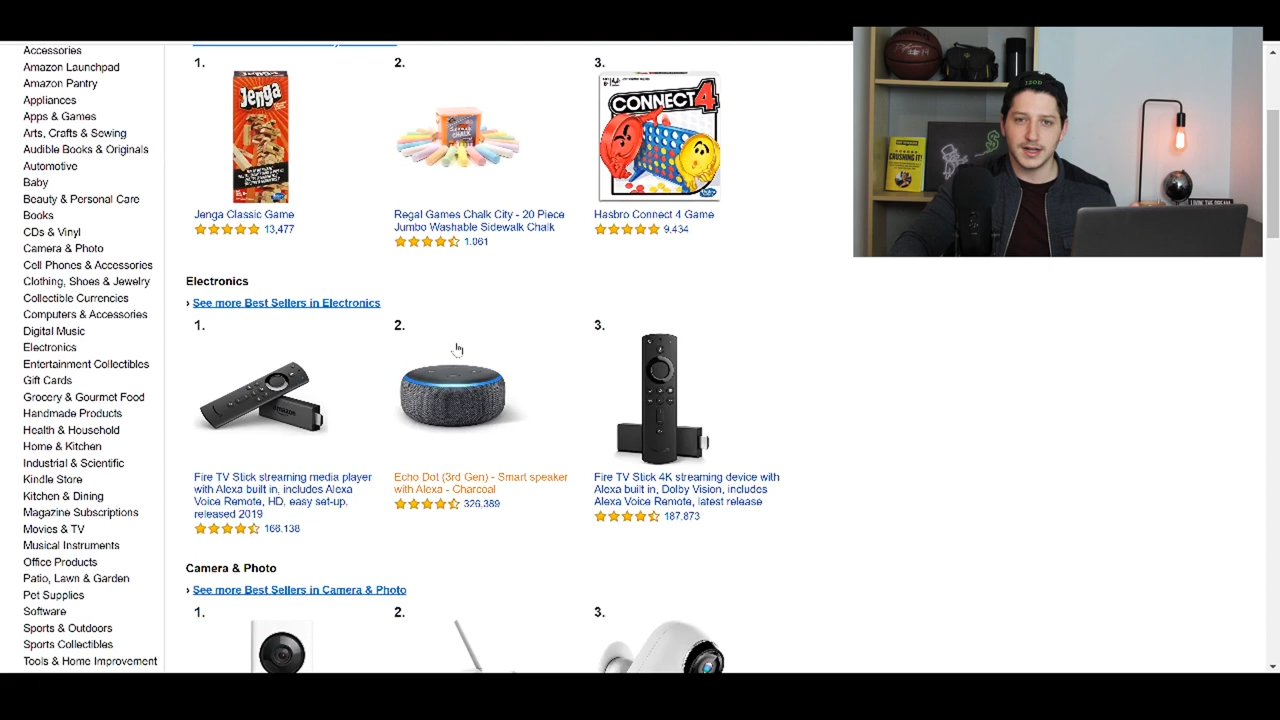 Accessories
Amazon Launchpad
Amazon Pantry
Appliances
Apps & Games
Arts, Crafts & Sewing
Audible Books & Originals
Automotive
Baby
Beauty & Personal Care
Books
CDs & Vinyl
Camera & Photo
Cell Phones & Accessories
Clothing, Shoes & Jewelry
Collectible Currencies
Computers & Accessories
Digital Music
Electronics
Entertainment Collectibles
Gift Cards
Grocery & Gourmet Food
Handmade Products
Health & Household
Home & Kitchen
Industrial & Scientific
Kindle Store
Kitchen & Dining
Magazine Subscriptions
Movies & TV
Musical Instruments
Office Products
Patio, Lawn & Garden
Pet Supplies
Software
Sports & Outdoors
Sports Collectibles
Tools & Home Improvement
1.
Jenga
Jenga Classic Game
13,477
2.
CHALK
Regal Games Chalk City - 20 Piece
Jumbo Washable Sidewalk Chalk
1,061
3.
CONNECT 4
Hasbro
Hasbro Connect 4 Game
9,434
Electronics
› See more Best Sellers in Electronics
1.
amazon
Fire TV Stick streaming media player
with Alexa built in, includes Alexa
Voice Remote, HD, easy set-up,
released 2019
166,138
2.
Echo Dot (3rd Gen) - Smart speaker
with Alexa - Charcoal
326,389
3.
Fire TV Stick 4K streaming device with
Alexa built in, Dolby Vision, includes
Alexa Voice Remote, latest release
187,873
Camera & Photo
› See more Best Sellers in Camera & Photo
1.
2.
3.
CRUSHING IT!
IZOD